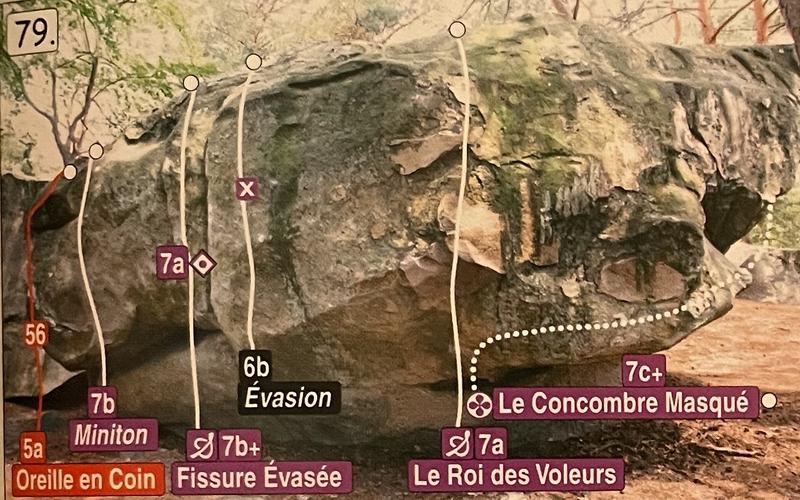 79.
X
7a
56
6b
Évasion
7c+
7b
Miniton
Le Concombre Masqué
5a
Oreille en Coin
7b+
Fissure Évasée
7a
Le Roi des Voleurs